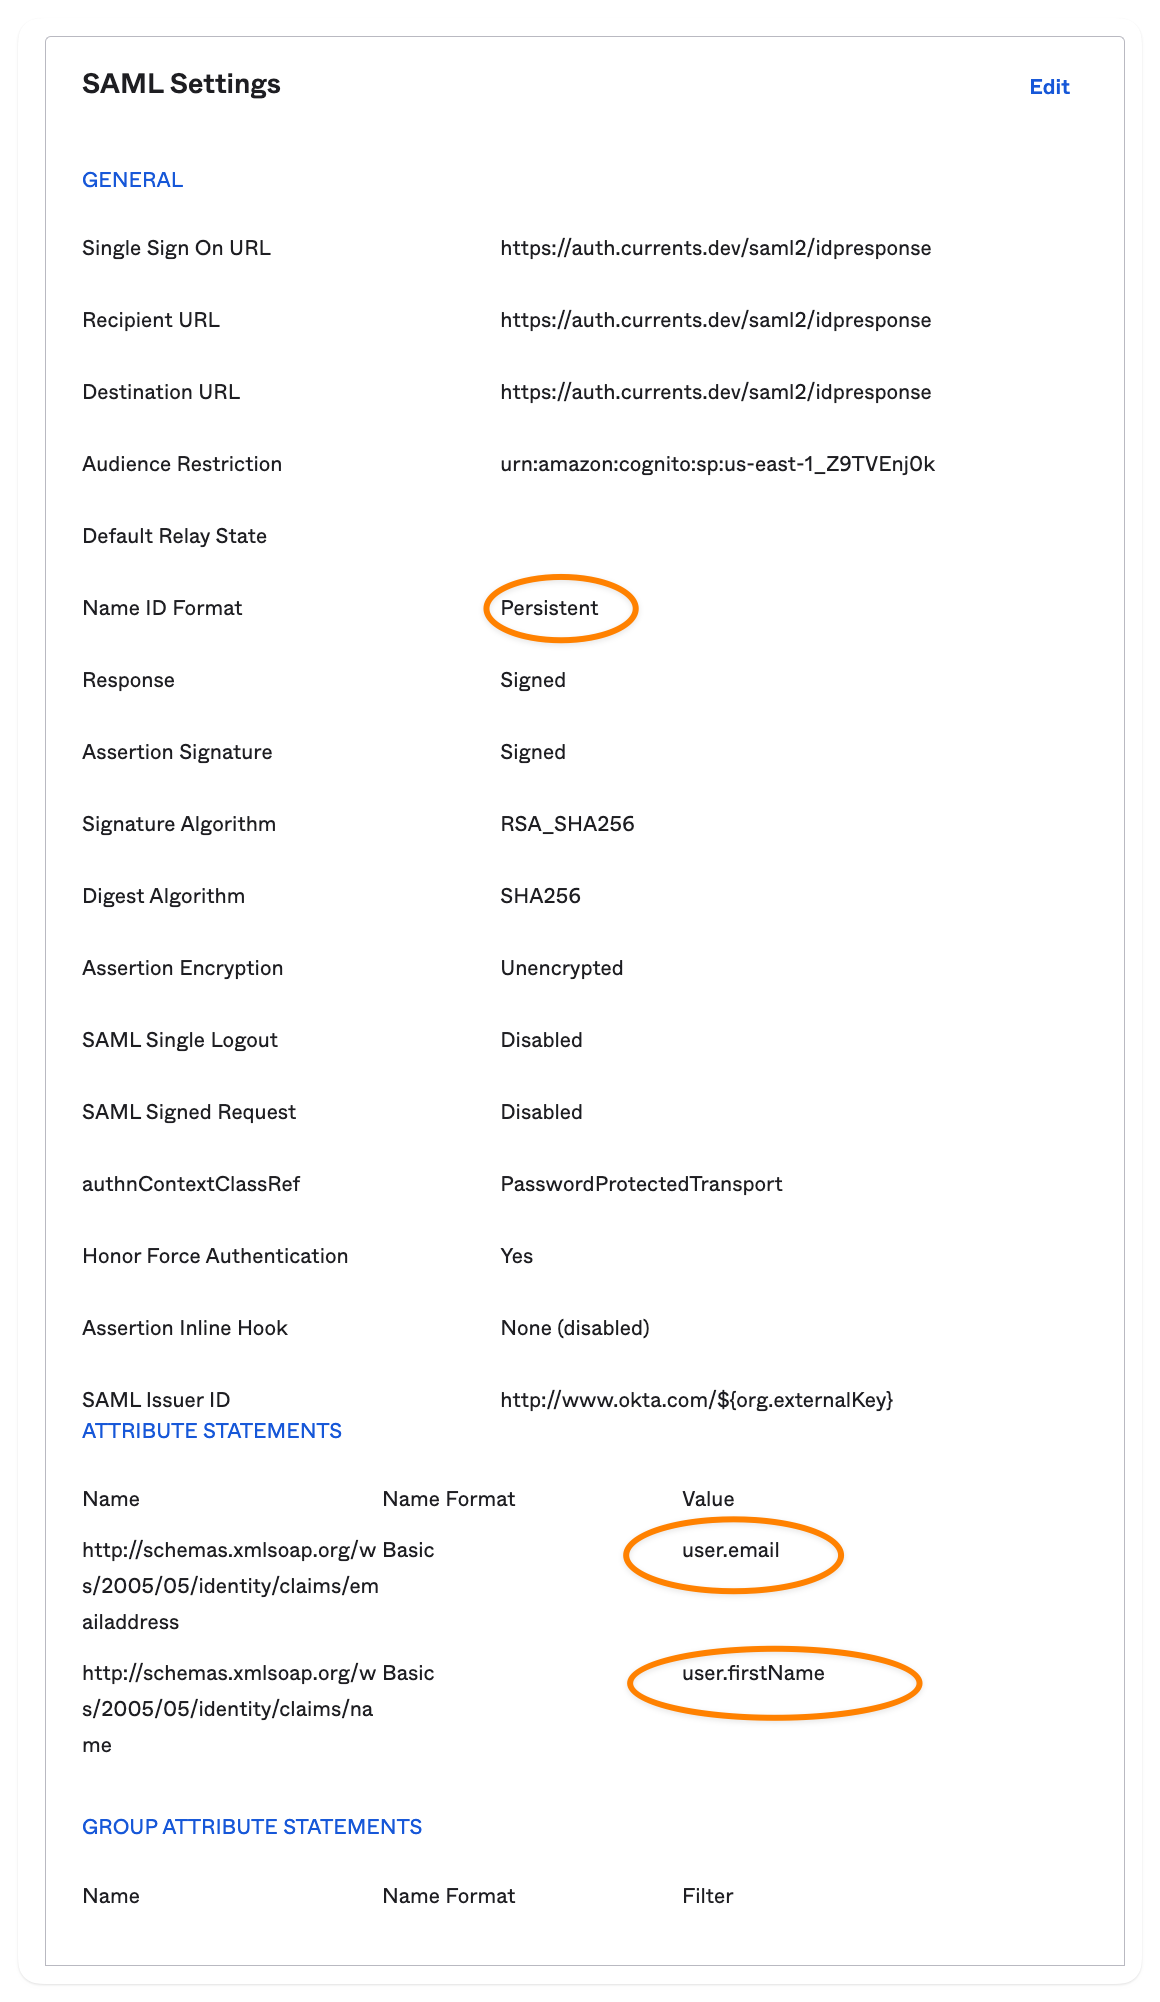 SAML Settings
Edit
GENERAL
Single Sign On URL https://auth.currents.dev/saml2/idpresponse
Recipient URL https://auth.currents.dev/saml2/idpresponse
Destination URL https://auth.currents.dev/saml2/idpresponse
Audience Restriction urn:amazon:cognito:sp:us-east-1_Z9TVEnj0k
Default Relay State
Name ID Format Persistent
Response Signed
Assertion Signature Signed
Signature Algorithm RSA_SHA256
Digest Algorithm SHA256
Assertion Encryption Unencrypted
SAML Single Logout Disabled
SAML Signed Request Disabled
authnContextClassRef PasswordProtectedTransport
Honor Force Authentication Yes
Assertion Inline Hook None (disabled)
SAML Issuer ID http://www.okta.com/${org.externalKey}
ATTRIBUTE STATEMENTS
Name Name Format Value
http://schemas.xmlsoap.org/w Basic user.email
s/2005/05/identity/claims/em
ailaddress
http://schemas.xmlsoap.org/w Basic user.firstName
s/2005/05/identity/claims/na
me
GROUP ATTRIBUTE STATEMENTS
Name Name Format Filter